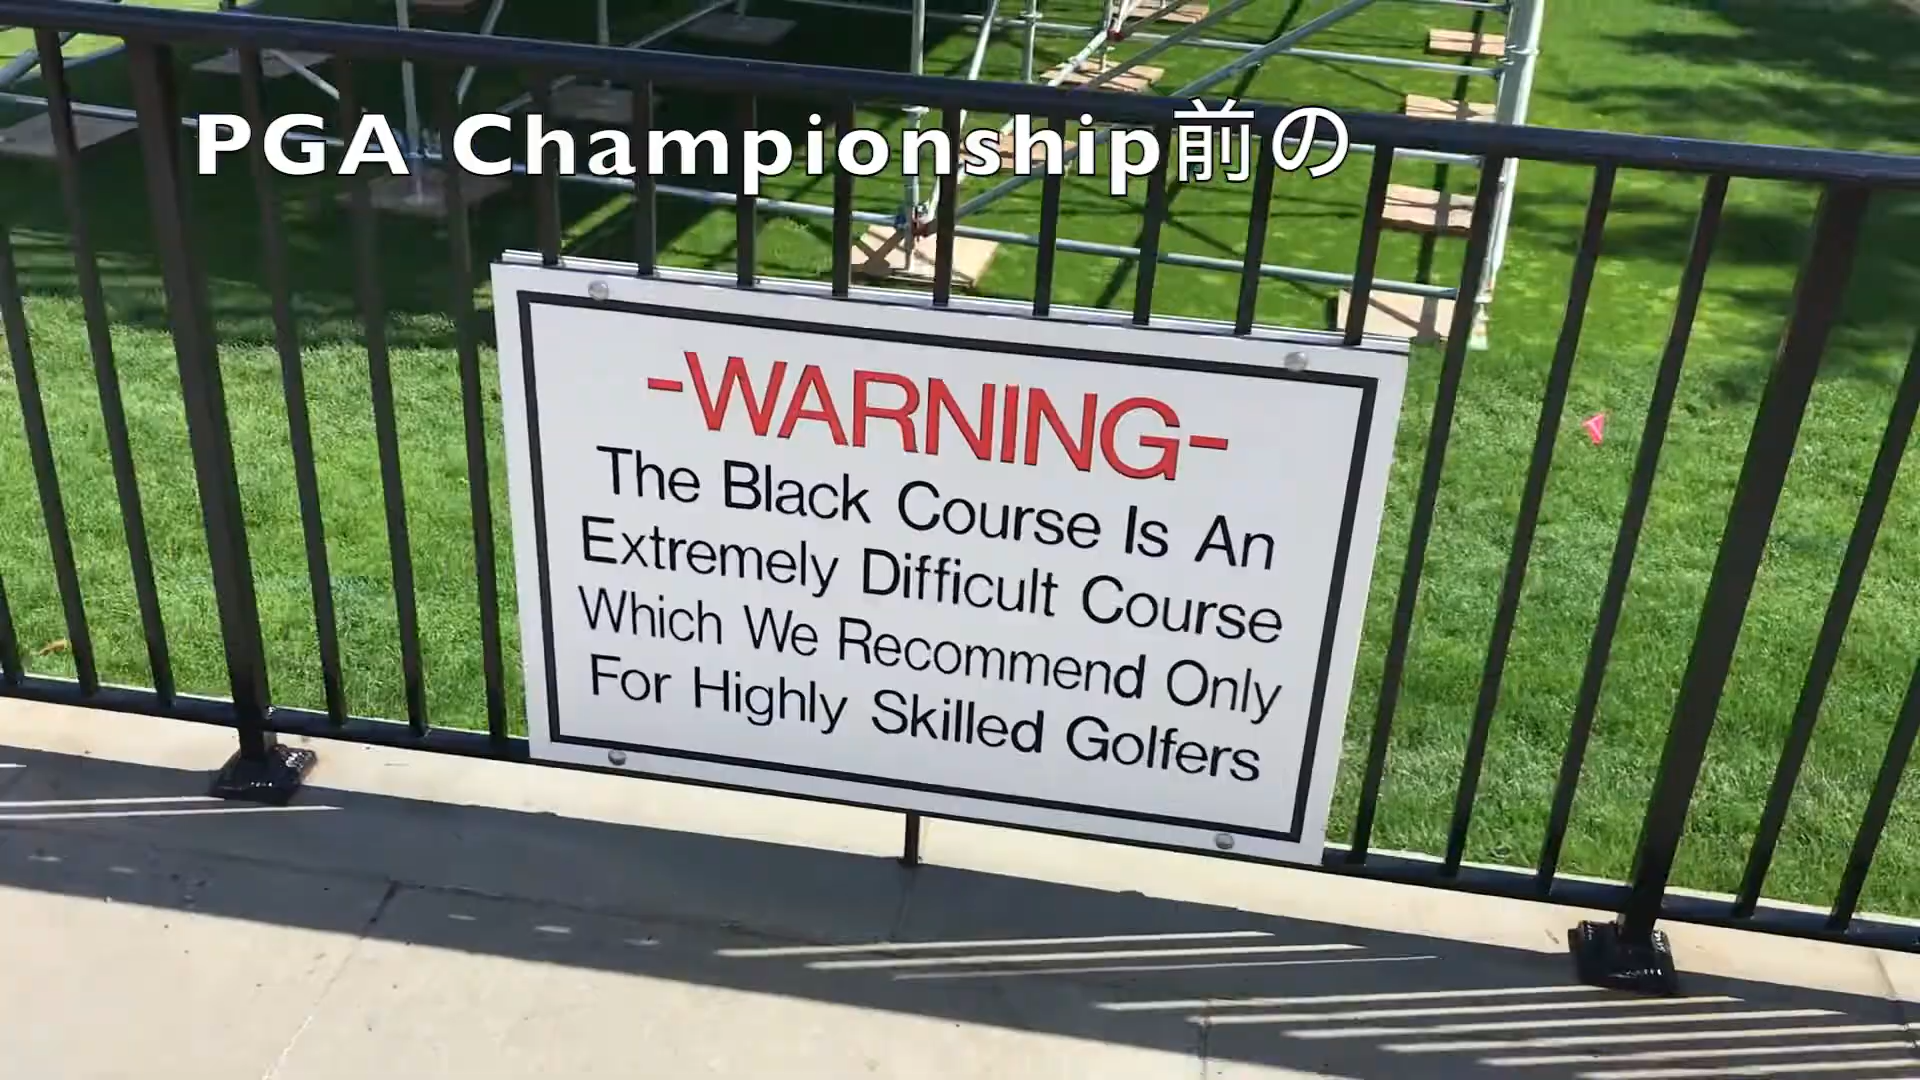 PGA Championship前の
-WARNING-
The Black Course Is An
Extremely Difficult Course
Which We Recommend Only
For Highly Skilled Golfers